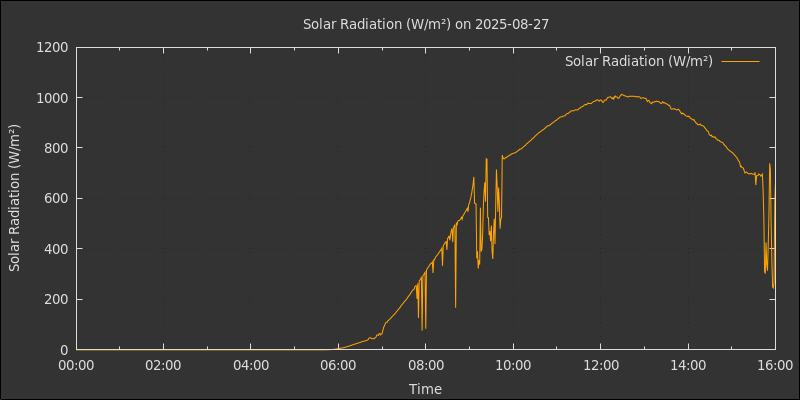 Solar Radiation (W/m²) on 2025-08-27
Solar Radiation (W/m²)
Solar Radiation (W/m²)
1200
1000
800
600
400
200
0
00:00 02:00 04:00 06:00 08:00 10:00 12:00 14:00 16:00
Time